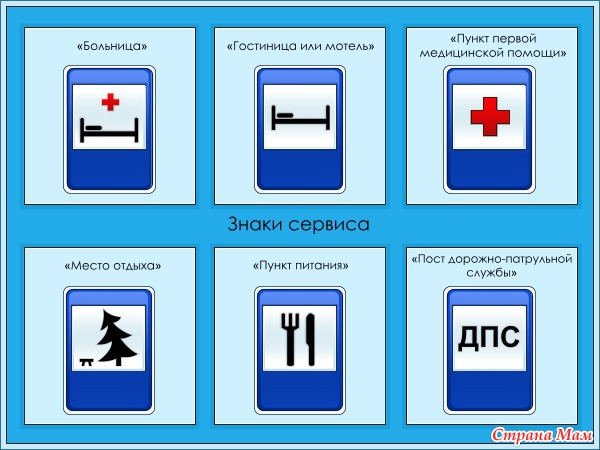 «Больница»
«Гостиница или мотель»
«Пункт первой
медицинской помощи»
Знаки сервиса
«Место отдыха»
«Пункт питания»
«Пост дорожно-патрульной
службы»
ДПС
Страна Мам